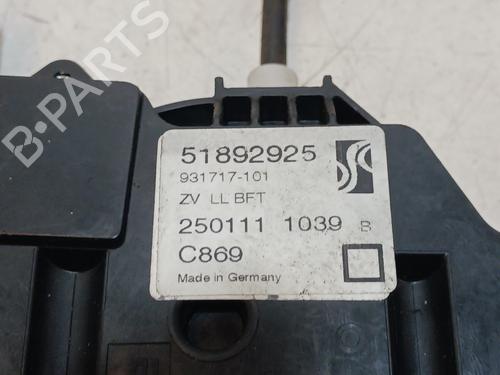 B-PARTS
51892925
931717-101
ZV LL BFT
250111 1039 B
C869
Made in Germany